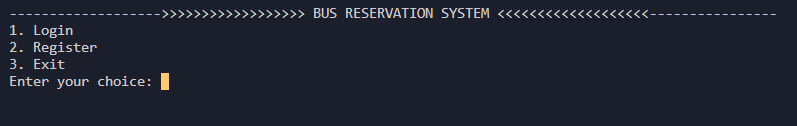 ------------------->>>>>>>>>>>>>>>>>> BUS RESERVATION SYSTEM <<<<<<<<<<<<<<<<<<<----------------
1. Login
2. Register
3. Exit
Enter your choice: